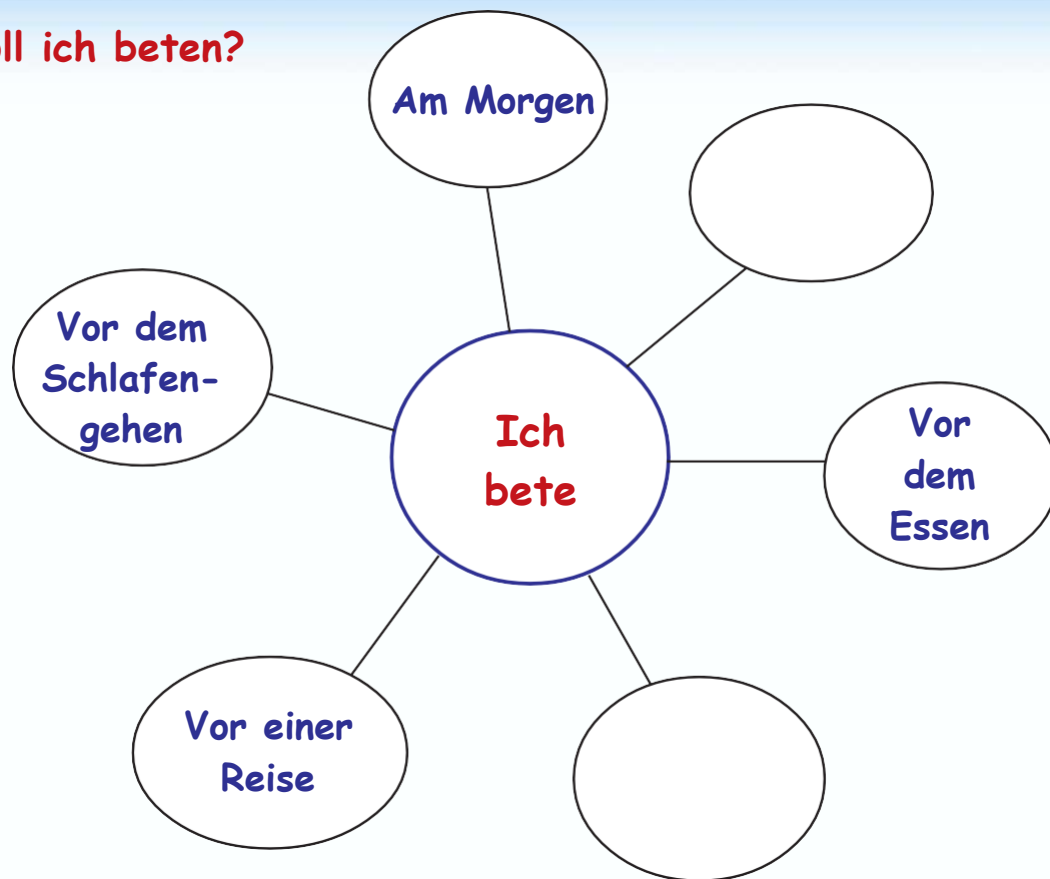 ll ich beten?
Am Morgen
Vor dem
Schlafen-
gehen
Ich
bete
Vor
dem
Essen
Vor einer
Reise